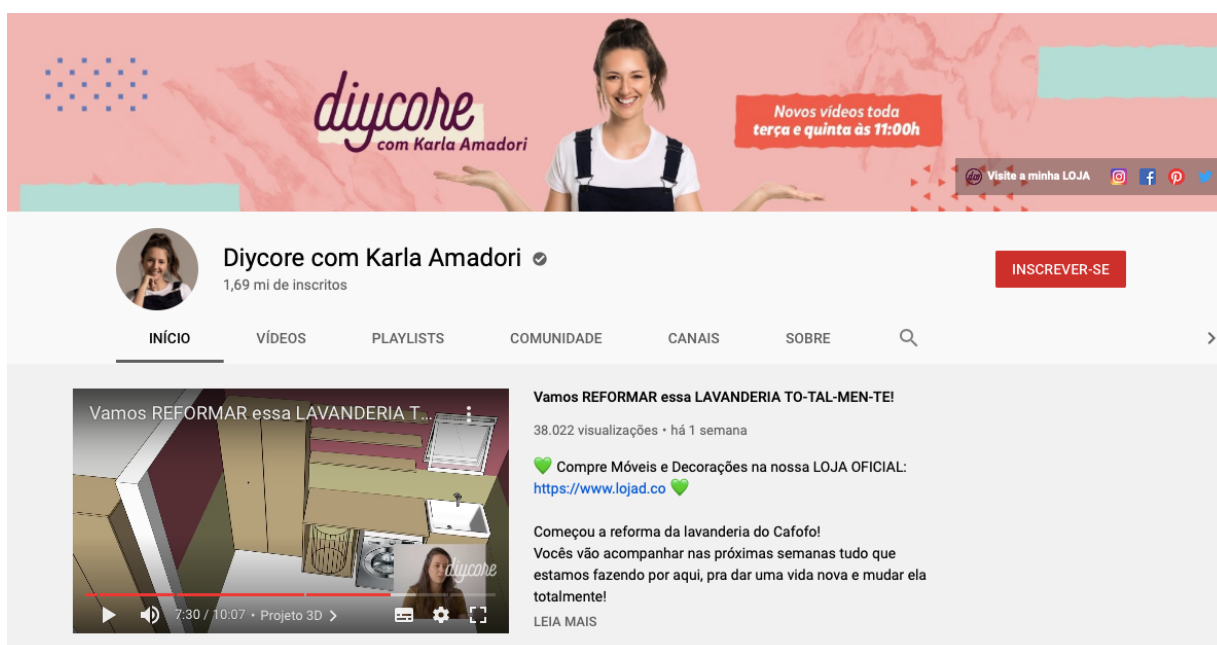 diycore
com Karla Amadori
Novos vídeos toda
terça e quinta às 11:00h
Visite a minha LOJA
Diycore com Karla Amadori
1,69 mi de inscritos
INSCREVER-SE
INÍCIO VÍDEOS PLAYLISTS COMUNIDADE CANAIS SOBRE
Vamos REFORMAR essa LAVANDERIA T...
diycore
7:30 / 10:07 • Projeto 3D
Vamos REFORMAR essa LAVANDERIA TO-TAL-MEN-TE!
38.022 visualizações • há 1 semana
💚 Compre Móveis e Decorações na nossa LOJA OFICIAL:
https://www.lojad.co 💚
Começou a reforma da lavanderia do Cafofo!
Vocês vão acompanhar nas próximas semanas tudo que
estamos fazendo por aqui, pra dar uma vida nova e mudar ela
totalmente!
LEIA MAIS